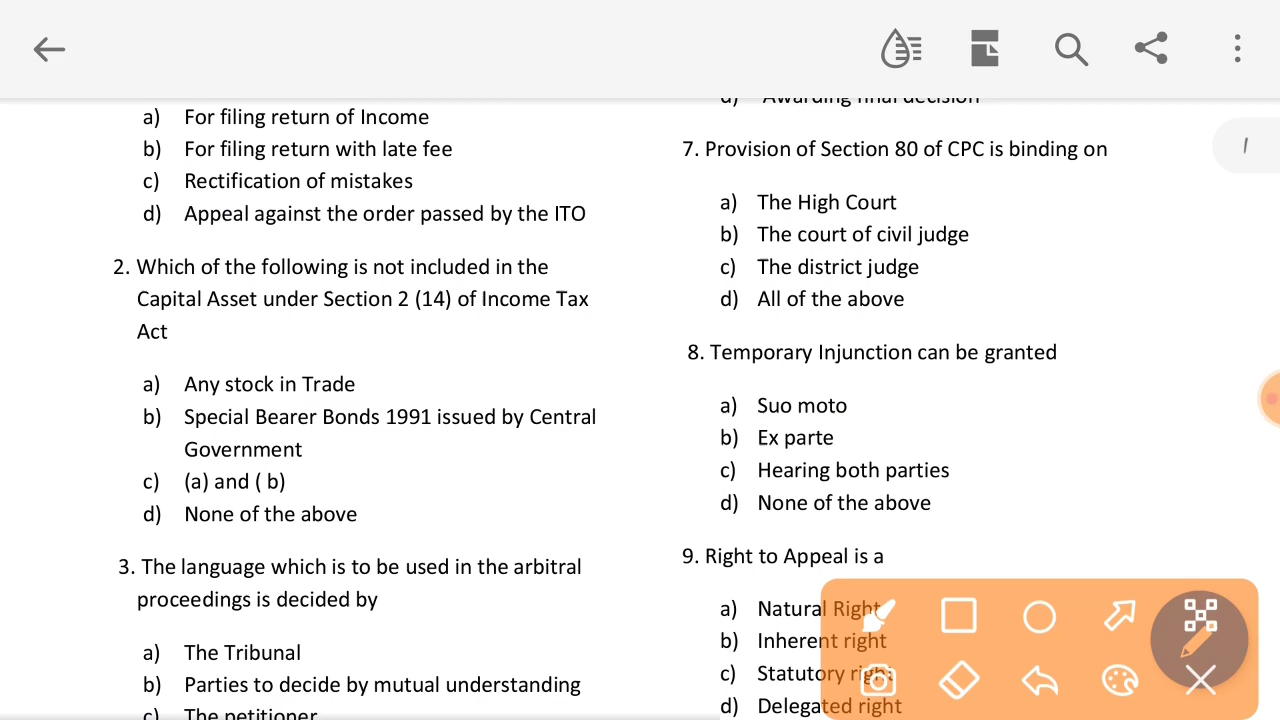 a) For filing return of Income
b) For filing return with late fee
c) Rectification of mistakes
d) Appeal against the order passed by the ITO
2. Which of the following is not included in the
Capital Asset under Section 2 (14) of Income Tax
Act
a) Any stock in Trade
b) Special Bearer Bonds 1991 issued by Central
Government
c) (a) and ( b)
d) None of the above
3. The language which is to be used in the arbitral
proceedings is decided by
a) The Tribunal
b) Parties to decide by mutual understanding
c) The petitioner
d) Awarding final decision
7. Provision of Section 80 of CPC is binding on
a) The High Court
b) The court of civil judge
c) The district judge
d) All of the above
8. Temporary Injunction can be granted
a) Suo moto
b) Ex parte
c) Hearing both parties
d) None of the above
9. Right to Appeal is a
a) Natural Right
b) Inherent right
c) Statutory right
d) Delegated right